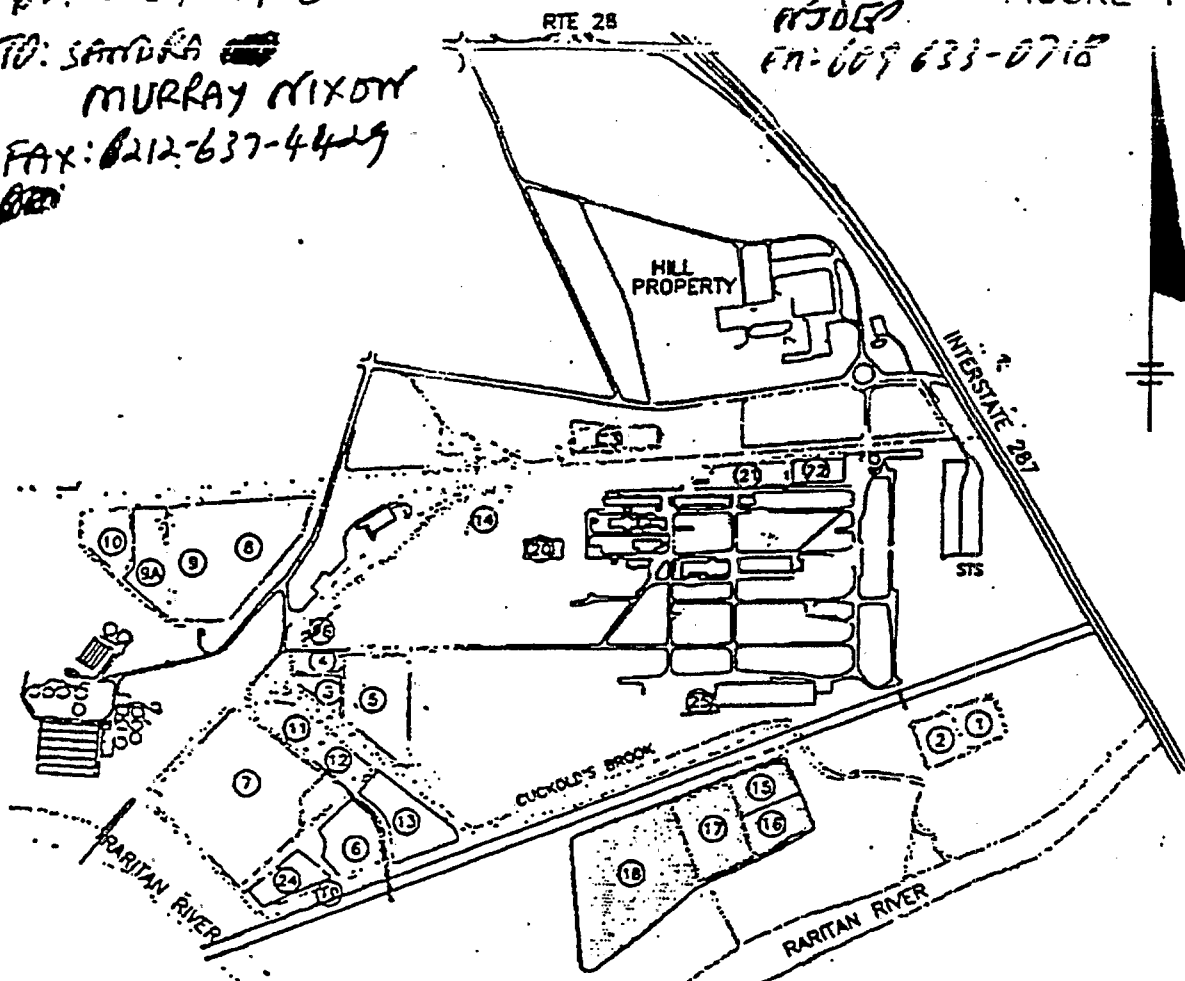 RTE 28
TO: SANDRA
MURRAY NIXON
FAX: 212-637-4429
NJDEP
609 633-0718
HILL
PROPERTY
INTERSTATE 287
21
22
14
20
10
9A
9
8
STS
4
3
5
25
11
12
2
1
7
CUCKOLD'S BROOK
15
13
17
16
6
18
24
RARITAN RIVER
RARITAN RIVER